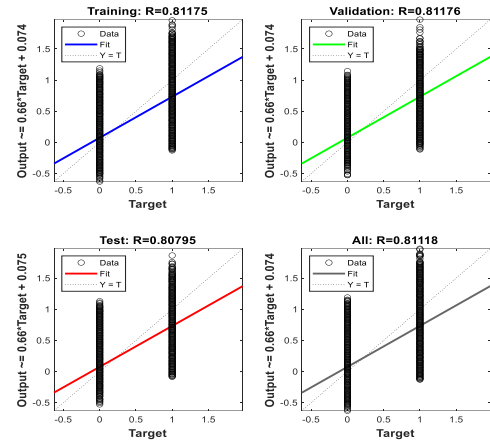 Training: R=0.81175
Output ~= 0.66*Target + 0.074
1.5
1
0.5
0
-0.5
Data
Fit
Y = T
-0.5 0 0.5 1 1.5
Target
Validation: R=0.81176
Output ~= 0.66*Target + 0.074
1.5
1
0.5
0
-0.5
Data
Fit
Y = T
-0.5 0 0.5 1 1.5
Target
Test: R=0.80795
Output ~= 0.66*Target + 0.075
1.5
1
0.5
0
-0.5
Data
Fit
Y = T
-0.5 0 0.5 1 1.5
Target
All: R=0.81118
Output ~= 0.66*Target + 0.074
1.5
1
0.5
0
-0.5
Data
Fit
Y = T
-0.5 0 0.5 1 1.5
Target